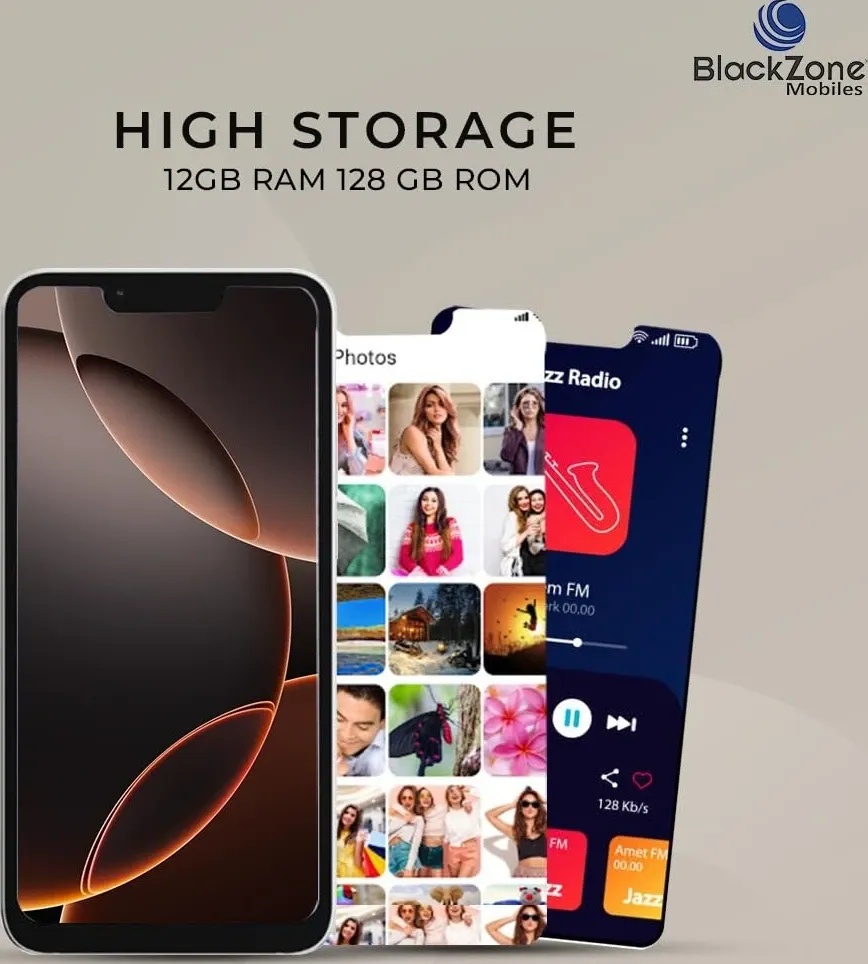 BlackZone
Mobiles
HIGH STORAGE
12GB RAM 128 GB ROM
Photos
zz Radio
m FM
rk 00.00
128 Kb/s
FM
zz
Amet FM
00.00
Jazz